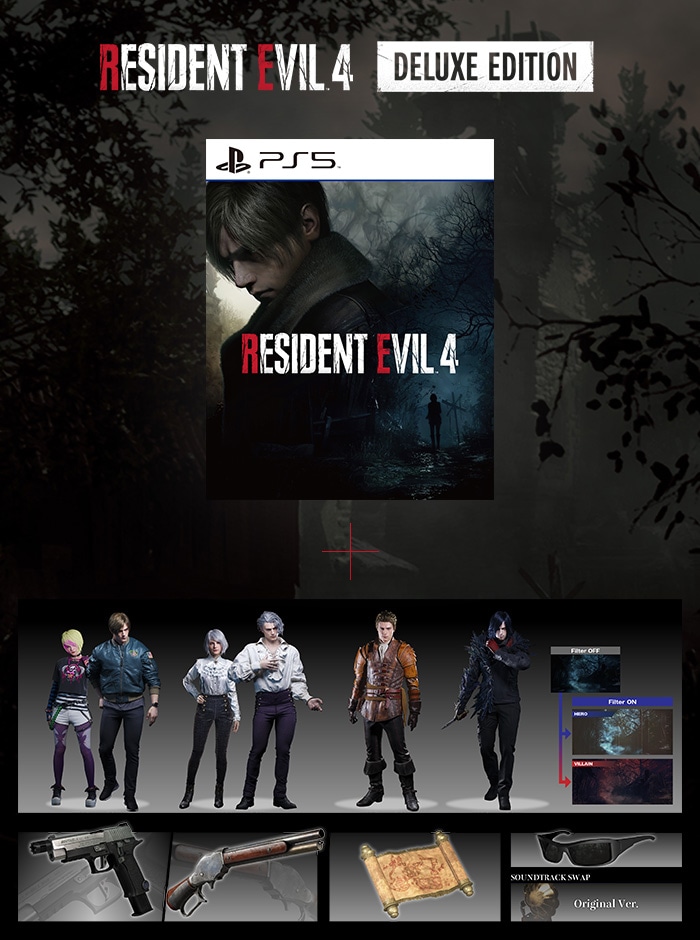 RESIDENT EVIL 4 DELUXE EDITION
PS5
RESIDENT EVIL 4
Filter OFF
Filter ON
HERO
VILLAIN
SOUNDTRACK SWAP
Original Ver.